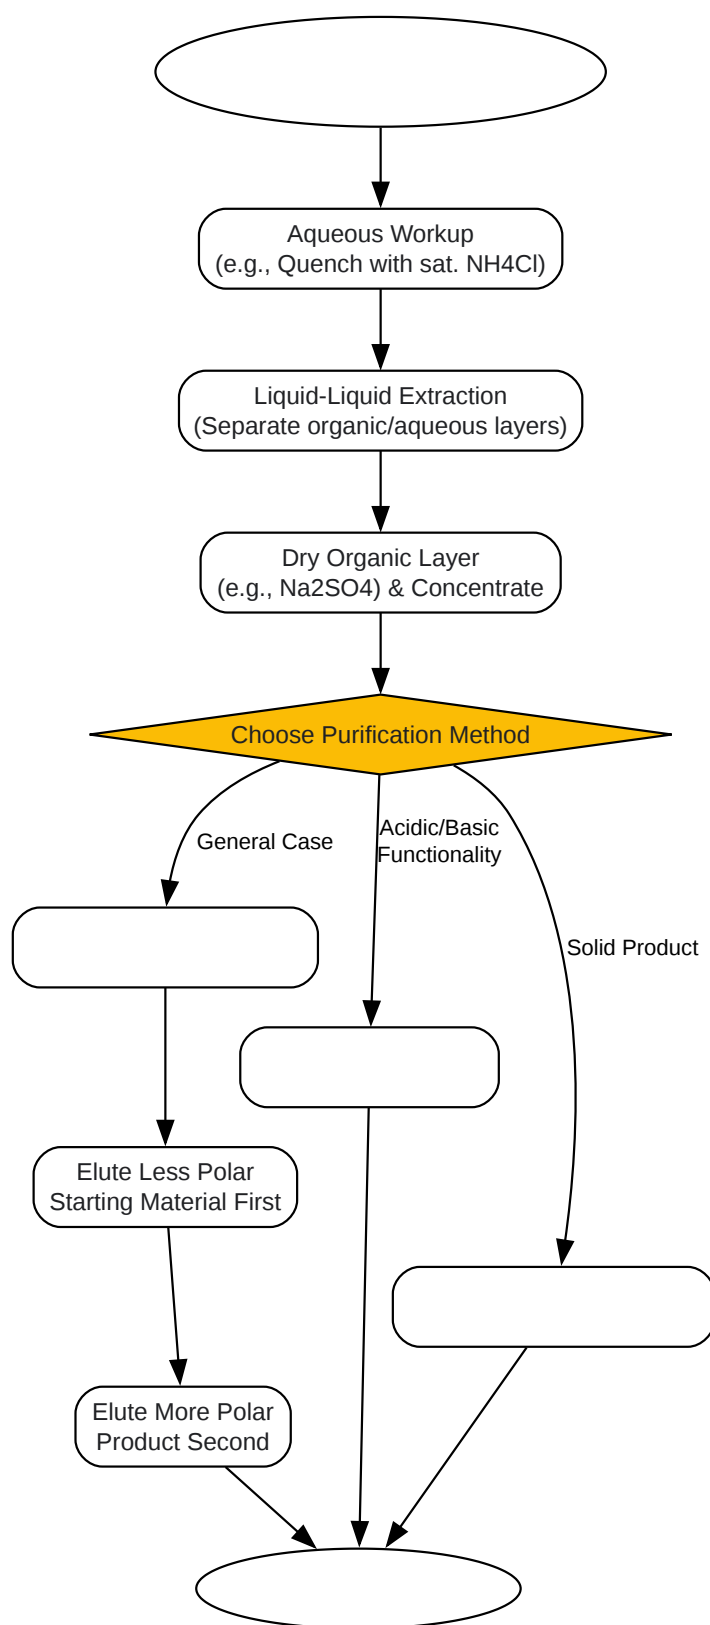 Aqueous Workup
(e.g., Quench with sat. NH4Cl)
Liquid-Liquid Extraction
(Separate organic/aqueous layers)
Dry Organic Layer
(e.g., Na2SO4) & Concentrate
Choose Purification Method
General Case
Acidic/Basic
Functionality
Solid Product
Elute Less Polar
Starting Material First
Elute More Polar
Product Second